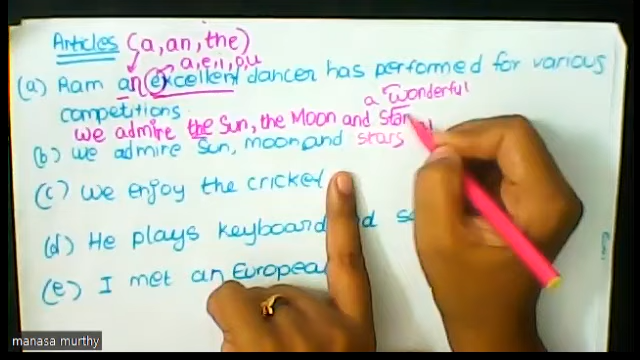 Articles (a, an, the)
a, e, i, o, u
(a) Ram an excellent dancer has performed for various
competitions
a wonderful
we admire the Sun, the Moon and Star
(b) we admire Sun, moon and stars
(c) we enjoy the cricket
(d) He plays keyboard
(e) I met an European
manasa murthy